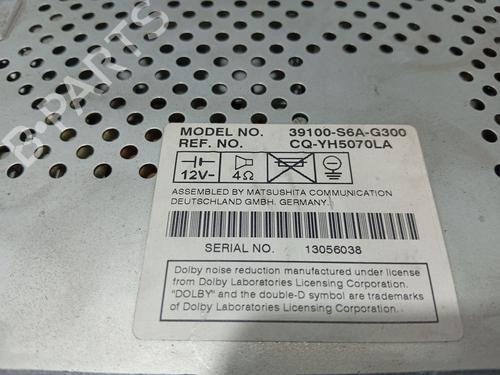 B-PARTS
MODEL NO. 39100-S6A-G300
REF. NO. CQ-YH5070LA
12V⎓ 4Ω
ASSEMBLED BY MATSUSHITA COMMUNICATION
DEUTSCHLAND GMBH. GERMANY.
SERIAL NO. 13056038
Dolby noise reduction manufactured under license
from Dolby Laboratories Licensing Corporation.
"DOLBY" and the double-D symbol are trademarks
of Dolby Laboratories Licensing Corporation.